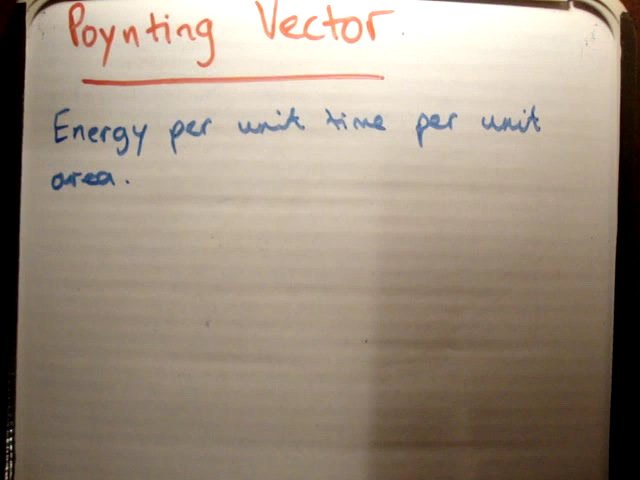 Poynting Vector.
Energy per unit time per unit
area.